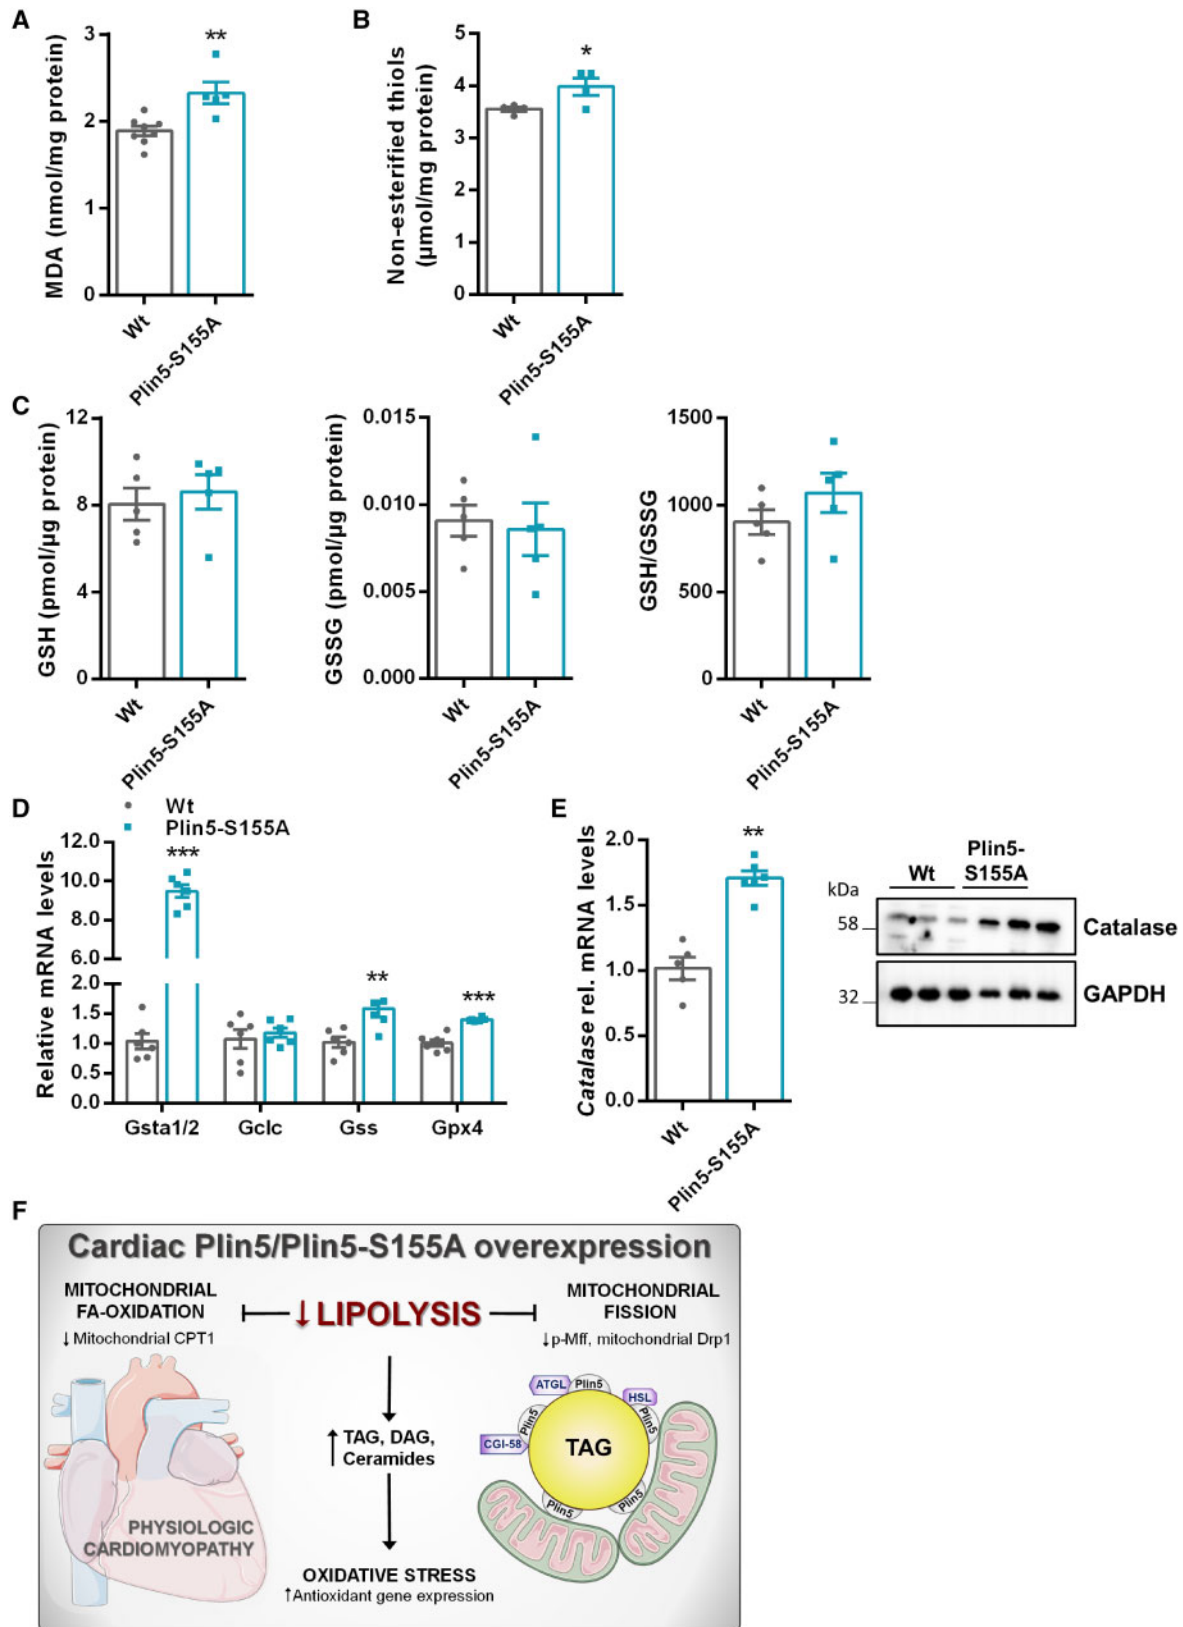 A
MDA (nmol/mg protein)
3
2
1
0
**
Wt
Plin5-S155A
B
Non-esterified thiols
(µmol/mg protein)
5
4
3
2
1
0
*
Wt
Plin5-S155A
C
GSH (pmol/µg protein)
12
8
4
0
Wt
Plin5-S155A
GSSG (pmol/µg protein)
0.015
0.010
0.005
0.000
Wt
Plin5-S155A
GSH/GSSG
1500
1000
500
0
Wt
Plin5-S155A
D
Wt
Plin5-S155A
Relative mRNA levels
12.0
10.0
8.0
6.0
2.0
1.5
1.0
0.5
0.0
***
**
***
Gsta1/2 Gclc Gss Gpx4
E
Catalase rel. mRNA levels
2.0
1.5
1.0
0.5
0.0
**
Wt
Plin5-S155A
Plin5-
Wt S155A
kDa
58 Catalase
32 GAPDH
F
Cardiac Plin5/Plin5-S155A overexpression
MITOCHONDRIAL
FA-OXIDATION
↓Mitochondrial CPT1
↓LIPOLYSIS
MITOCHONDRIAL
FISSION
↓p-Mff, mitochondrial Drp1
↑ TAG, DAG,
Ceramides
OXIDATIVE STRESS
↑Antioxidant gene expression
PHYSIOLOGIC
CARDIOMYOPATHY
ATGL
Plin5
HSL
Plin5
Plin5
CGI-58
TAG
Plin5
Plin5